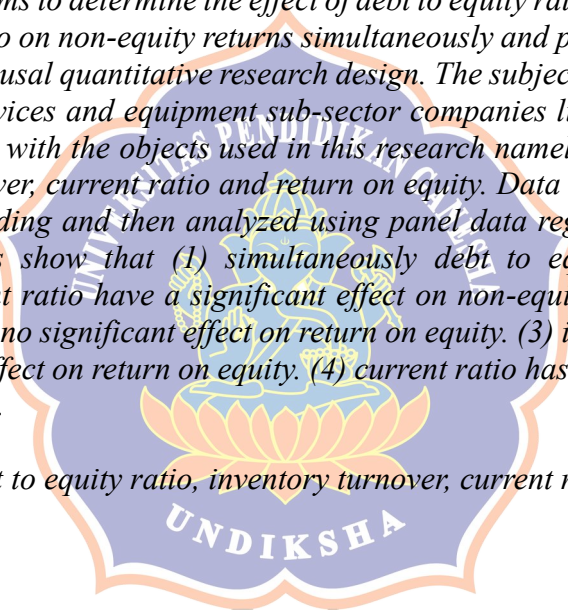 ms to determine the effect of debt to equity rati
o on non-equity returns simultaneously and p
usal quantitative research design. The subjec
vices and equipment sub-sector companies li
with the objects used in this research namel
ver, current ratio and return on equity. Data
ding and then analyzed using panel data reg
s show that (1) simultaneously debt to eq
nt ratio have a significant effect on non-equi
no significant effect on return on equity. (3) i
ffect on return on equity. (4) current ratio has
t to equity ratio, inventory turnover, current r
UNIVERSITAS PENDIDIKAN GANESHA
UNDIKSHA